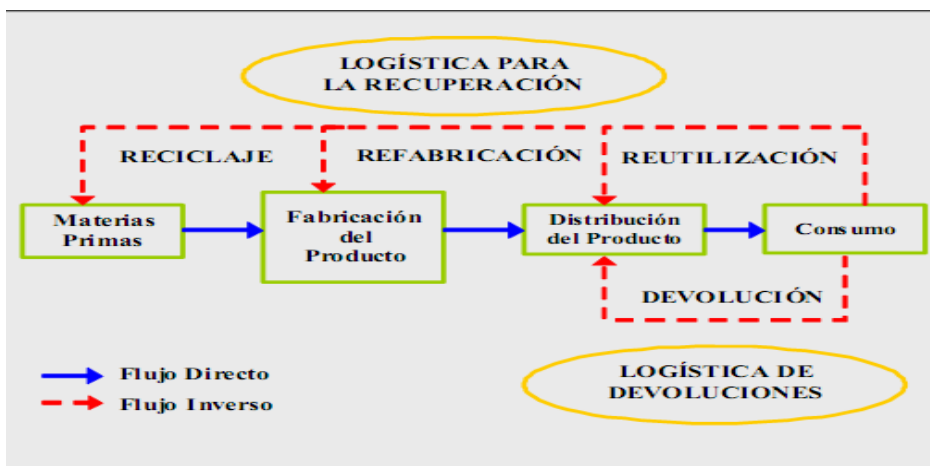 LOGÍSTICA PARA
LA RECUPERACIÓN
RECICLAJE
REFABRICACIÓN
REUTILIZACIÓN
Materias
Primas
Fabricación
del
Producto
Distribución
del Producto
Consumo
DEVOLUCIÓN
Flujo Directo
Flujo Inverso
LOGÍSTICA DE
DEVOLUCIONES